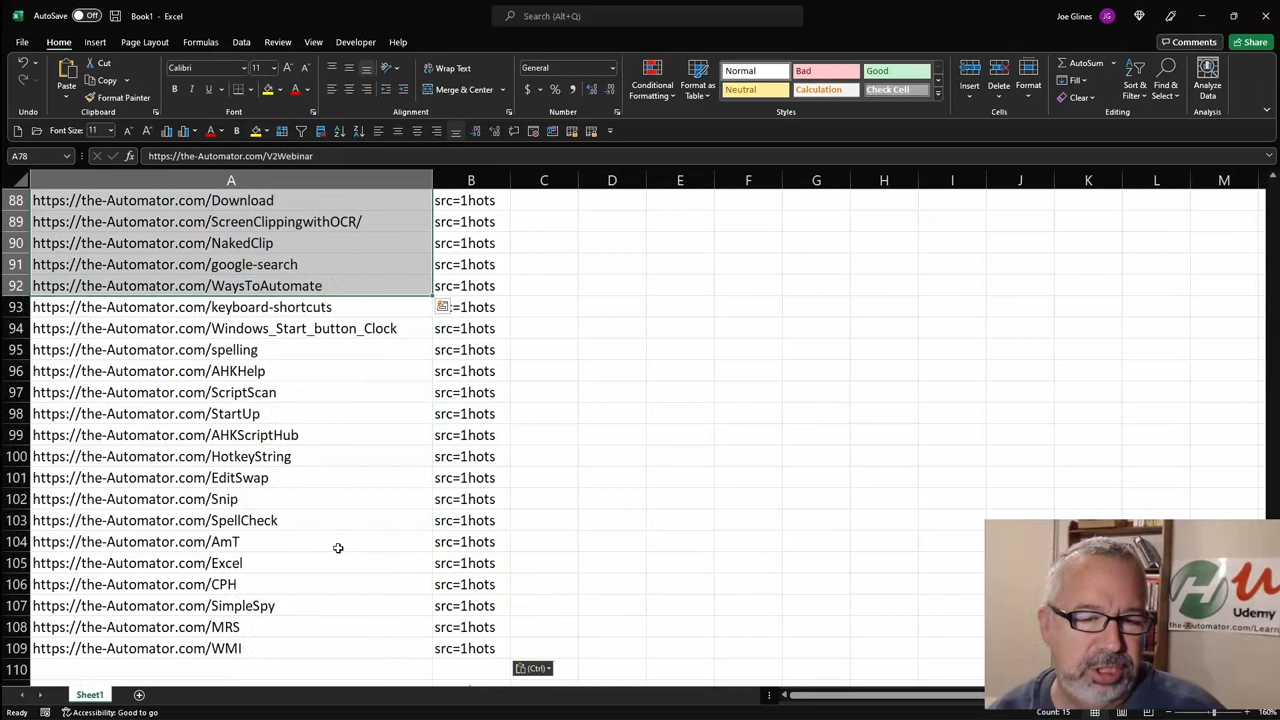 AutoSave Off Book1 - Excel Search (Alt+Q) Joe Glines JG
File Home Insert Page Layout Formulas Data Review View Developer Help Comments Share
Paste Cut Copy Format Painter
Calibri 11
Wrap Text
Merge & Center
General
Conditional Formatting Format as Table
Normal Bad Good
Neutral Calculation Check Cell
Insert Delete Format
AutoSum Fill Clear
Sort & Filter Find & Select Analyze Data
Undo Clipboard Font Alignment Number Styles Cells Editing Analysis
Font Size: 11
A78 fx https://the-Automator.com/V2Webinar
A B C D E F G H I J K L M
88 https://the-Automator.com/Download src=1hots
89 https://the-Automator.com/ScreenClippingwithOCR/ src=1hots
90 https://the-Automator.com/NakedClip src=1hots
91 https://the-Automator.com/google-search src=1hots
92 https://the-Automator.com/WaysToAutomate src=1hots
93 https://the-Automator.com/keyboard-shortcuts =1hots
94 https://the-Automator.com/Windows_Start_button_Clock src=1hots
95 https://the-Automator.com/spelling src=1hots
96 https://the-Automator.com/AHKHelp src=1hots
97 https://the-Automator.com/ScriptScan src=1hots
98 https://the-Automator.com/StartUp src=1hots
99 https://the-Automator.com/AHKScriptHub src=1hots
100 https://the-Automator.com/HotkeyString src=1hots
101 https://the-Automator.com/EditSwap src=1hots
102 https://the-Automator.com/Snip src=1hots
103 https://the-Automator.com/SpellCheck src=1hots
104 https://the-Automator.com/AmT src=1hots
105 https://the-Automator.com/Excel src=1hots
106 https://the-Automator.com/CPH src=1hots
107 https://the-Automator.com/SimpleSpy src=1hots
108 https://the-Automator.com/MRS src=1hots
109 https://the-Automator.com/WMI src=1hots
110
(Ctrl)
H
Udemy
the-Automator.com/Learn
Sheet1
Ready Accessibility: Good to go Count: 15 160%